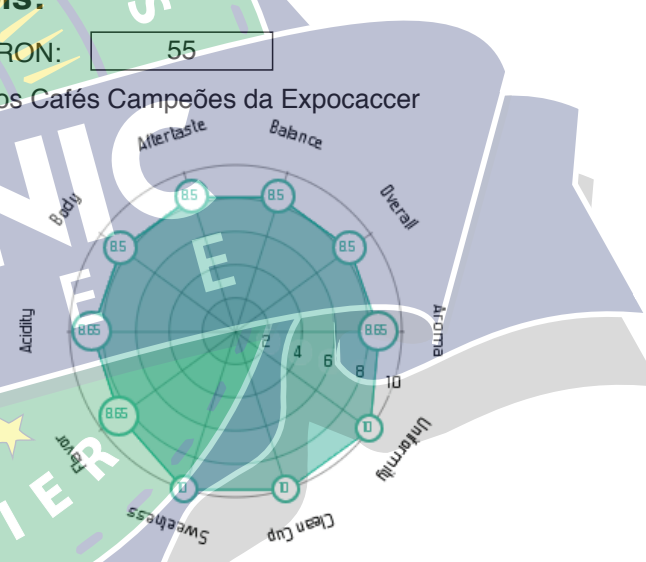 RON: 55
os Cafés Campeões da Expocaccer
NIC
E E
Aftertaste Balance
8.5 8.5
Body Overall
8.5 8.5
Acidity 8.65 8.65 Aroma
2 4 6 8 10
8.65 10
Flavor Uniformity
10 10
Sweetness Clean Cup
IER